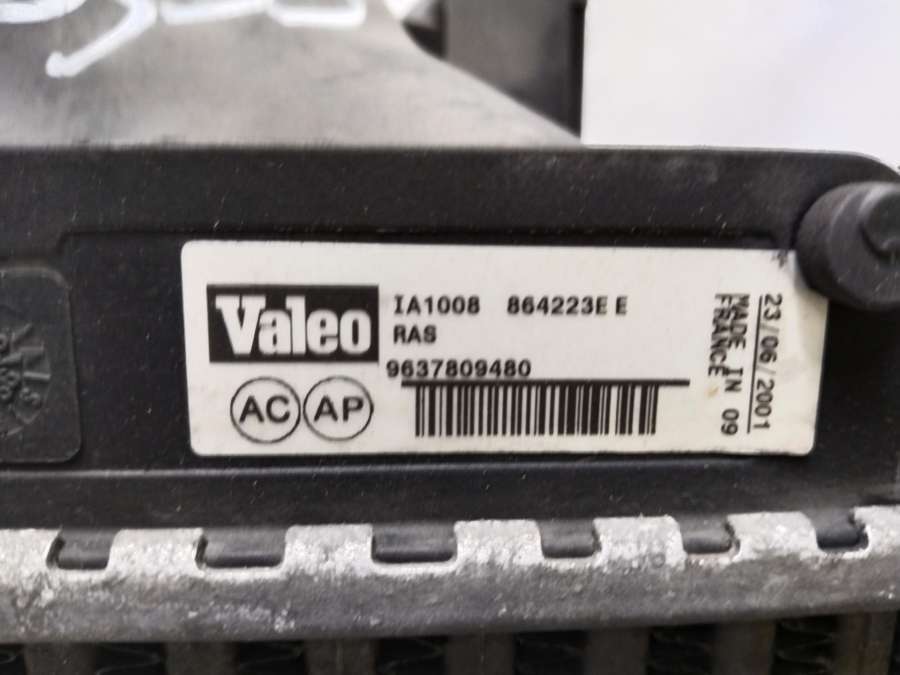 Valeo
IA1008 864223E E
RAS
9637809480
AC AP
23/06/2001
MADE IN 09
FRANCE